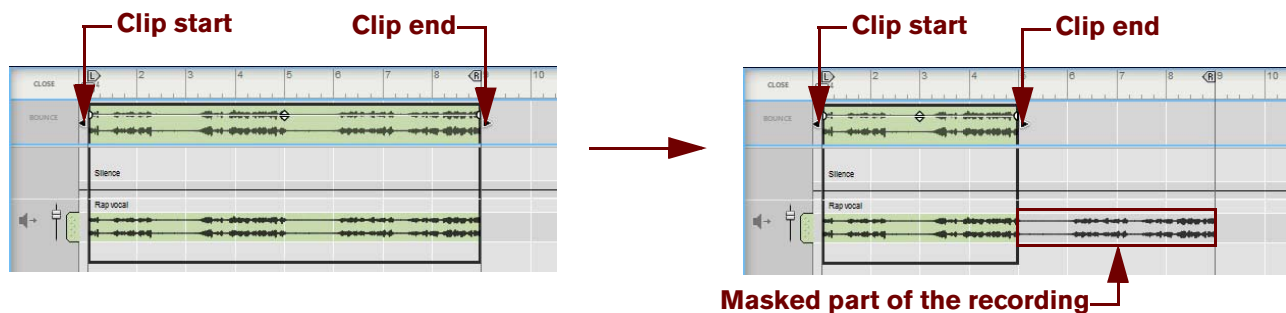 Clip start Clip end
CLOSE L 2 3 4 5 6 7 8 R 9 10
BOUNCE
Silence
Rap vocal
Clip start Clip end
CLOSE L 2 3 4 5 6 7 8 R 9 10
BOUNCE
Silence
Rap vocal
Masked part of the recording